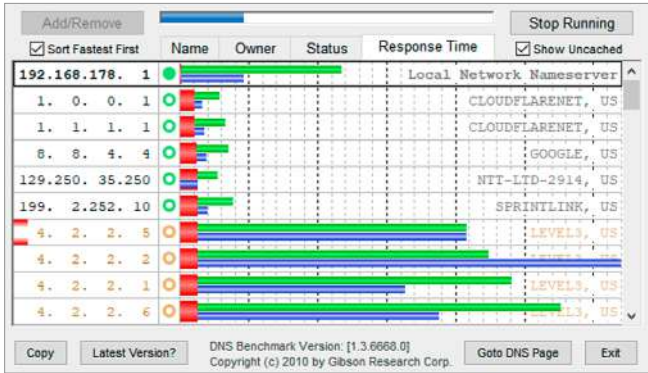 Add/Remove
Stop Running
Sort Fastest First
Name Owner Status Response Time
Show Uncached
192.168.178. 1 Local Network Nameserver
1. 0. 0. 1 CLOUDFLARENET, US
1. 1. 1. 1 CLOUDFLARENET, US
8. 8. 4. 4 GOOGLE, US
129.250. 35.250 NTT-LTD-2914, US
199. 2.252. 10 SPRINTLINK, US
4. 2. 2. 5 LEVEL3, US
4. 2. 2. 2 LEVEL3, US
4. 2. 2. 1 LEVEL3, US
4. 2. 2. 6 LEVEL3, US
Copy
Latest Version?
DNS Benchmark Version: [1.3.6668.0]
Copyright (c) 2010 by Gibson Research Corp.
Goto DNS Page
Exit